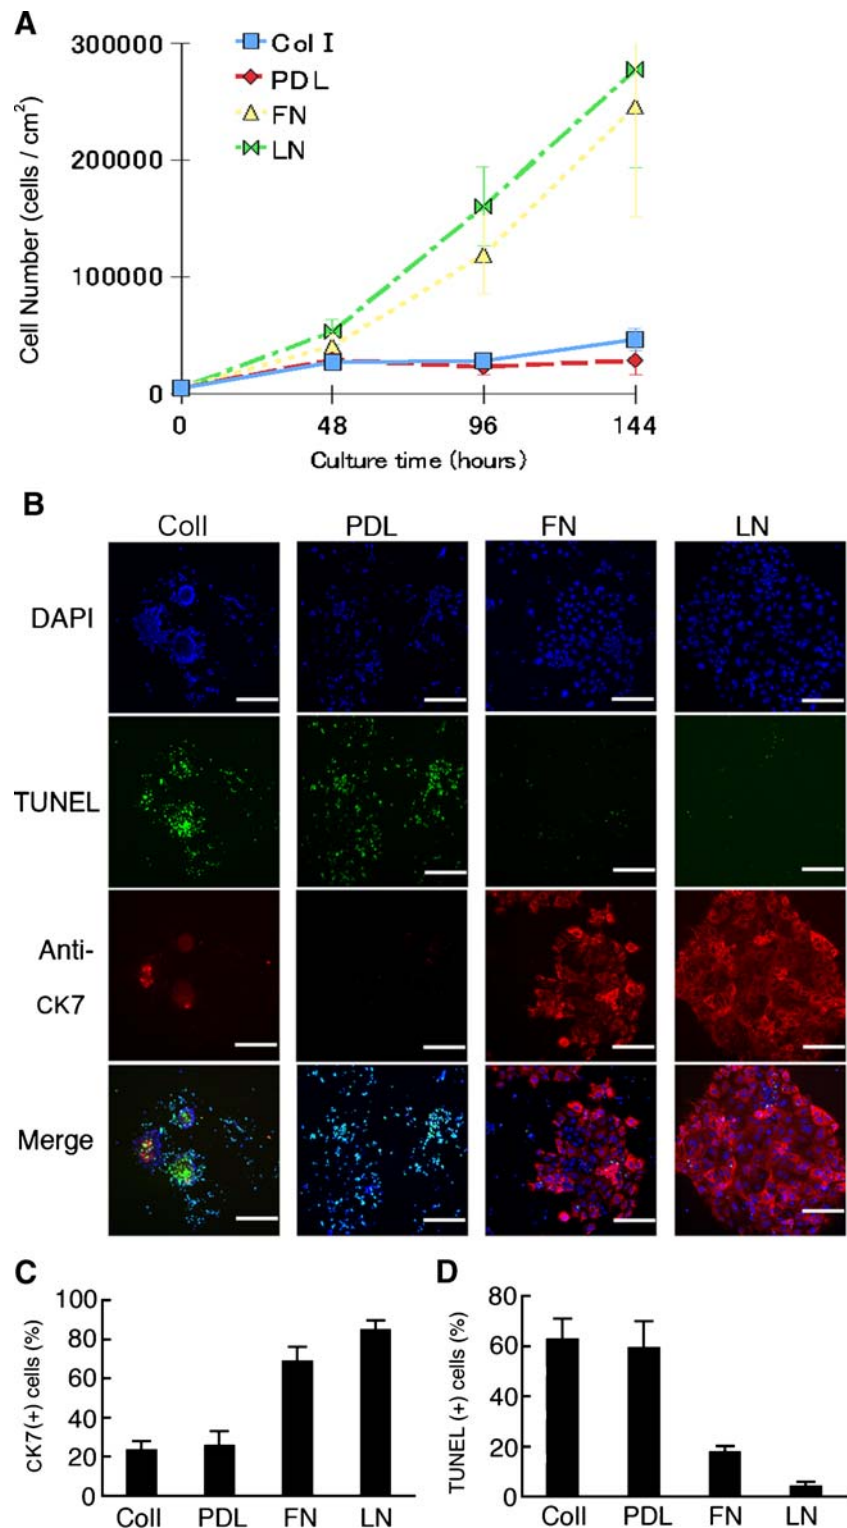 A
300000
200000
100000
0
Cell Number (cells / cm²)
Col I
PDL
FN
LN
0 48 96 144
Culture time (hours)
B
ColI PDL FN LN
DAPI
TUNEL
Anti-
CK7
Merge
C
100
80
60
40
20
0
CK7(+) cells (%)
ColI PDL FN LN
D
80
60
40
20
0
TUNEL (+) cells (%)
ColI PDL FN LN